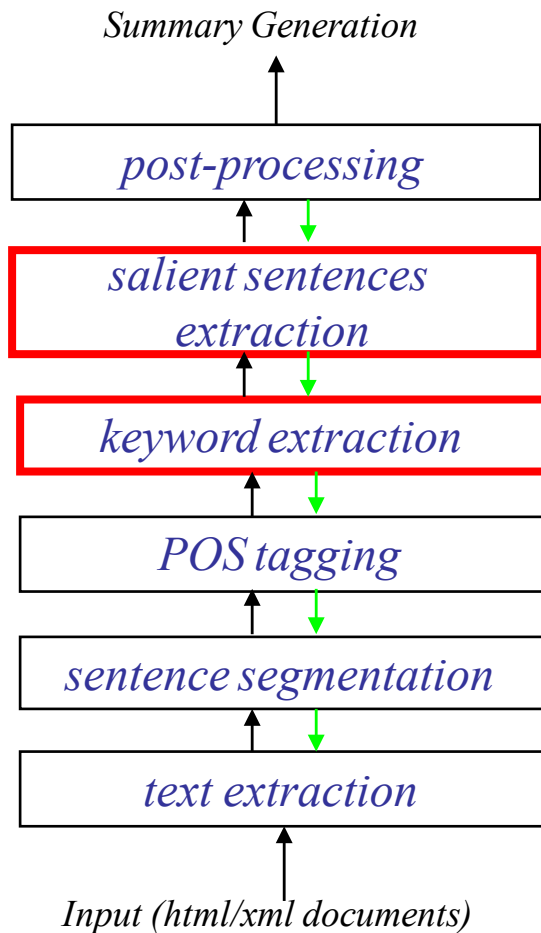 Summary Generation
post-processing
salient sentences
extraction
keyword extraction
POS tagging
sentence segmentation
text extraction
Input (html/xml documents)